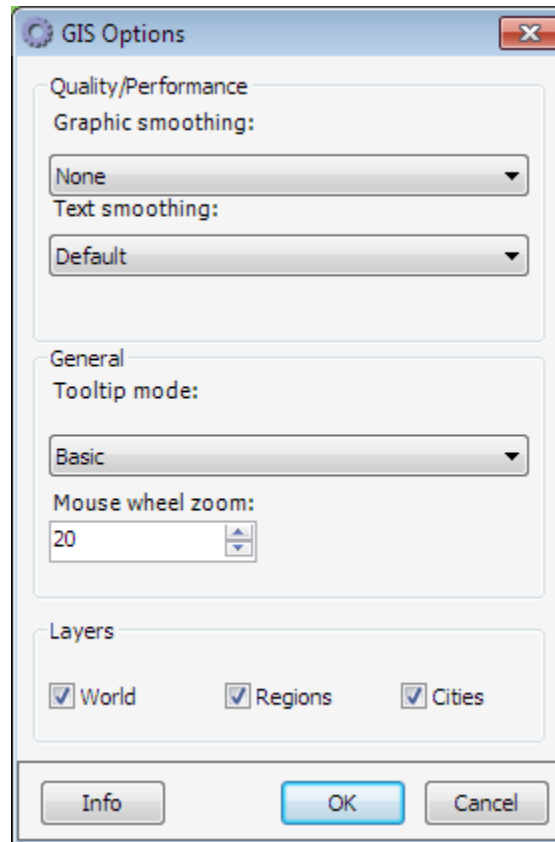 GIS Options
Quality/Performance
Graphic smoothing:
None
Text smoothing:
Default
General
Tooltip mode:
Basic
Mouse wheel zoom:
20
Layers
World Regions Cities
Info OK Cancel